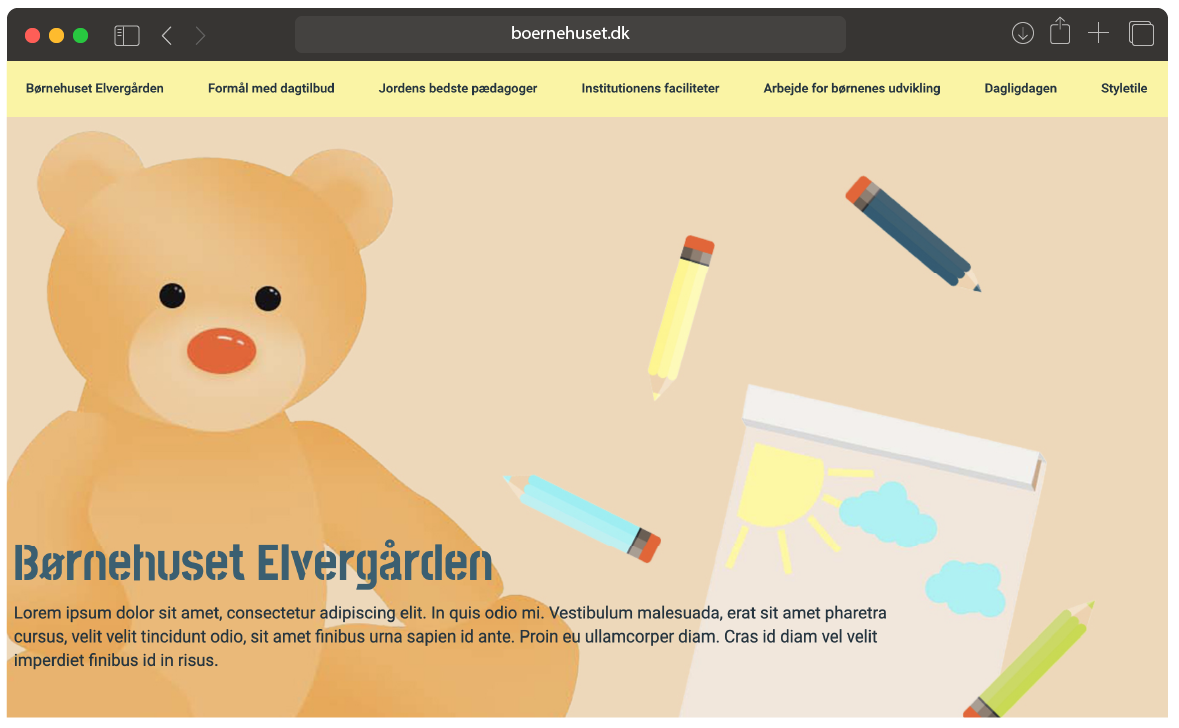 boernehuset.dk
Børnehuset Elvergården Formål med dagtilbud Jordens bedste pædagoger Institutionens faciliteter Arbejde for børnenes udvikling Dagligdagen Styletile
Børnehuset Elvergården
Lorem ipsum dolor sit amet, consectetur adipiscing elit. In quis odio mi. Vestibulum malesuada, erat sit amet pharetra
cursus, velit velit tincidunt odio, sit amet finibus urna sapien id ante. Proin eu ullamcorper diam. Cras id diam vel velit
imperdiet finibus id in risus.